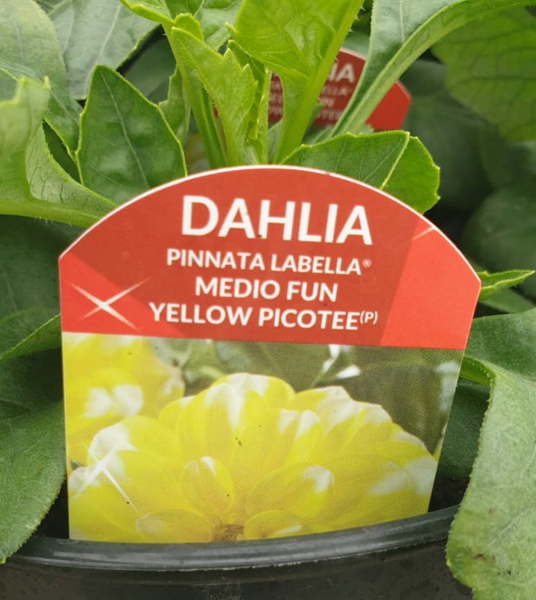 DAHLIA
PINNATA LABELLA®
MEDIO FUN
YELLOW PICOTEE(P)